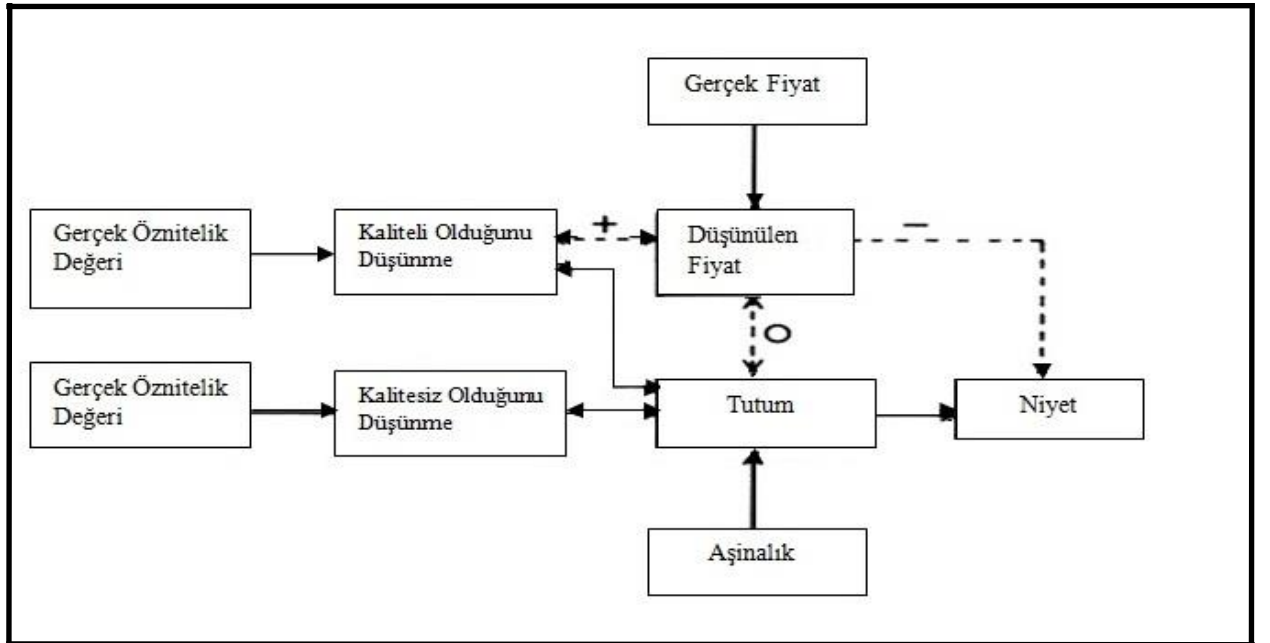 Gerçek Fiyat
Gerçek Öznitelik
Değeri
Kaliteli Olduğunu
Düşünme
+
Düşünülen
Fiyat
–
O
Gerçek Öznitelik
Değeri
Kalitesiz Olduğunu
Düşünme
Tutum
Niyet
Aşinalık